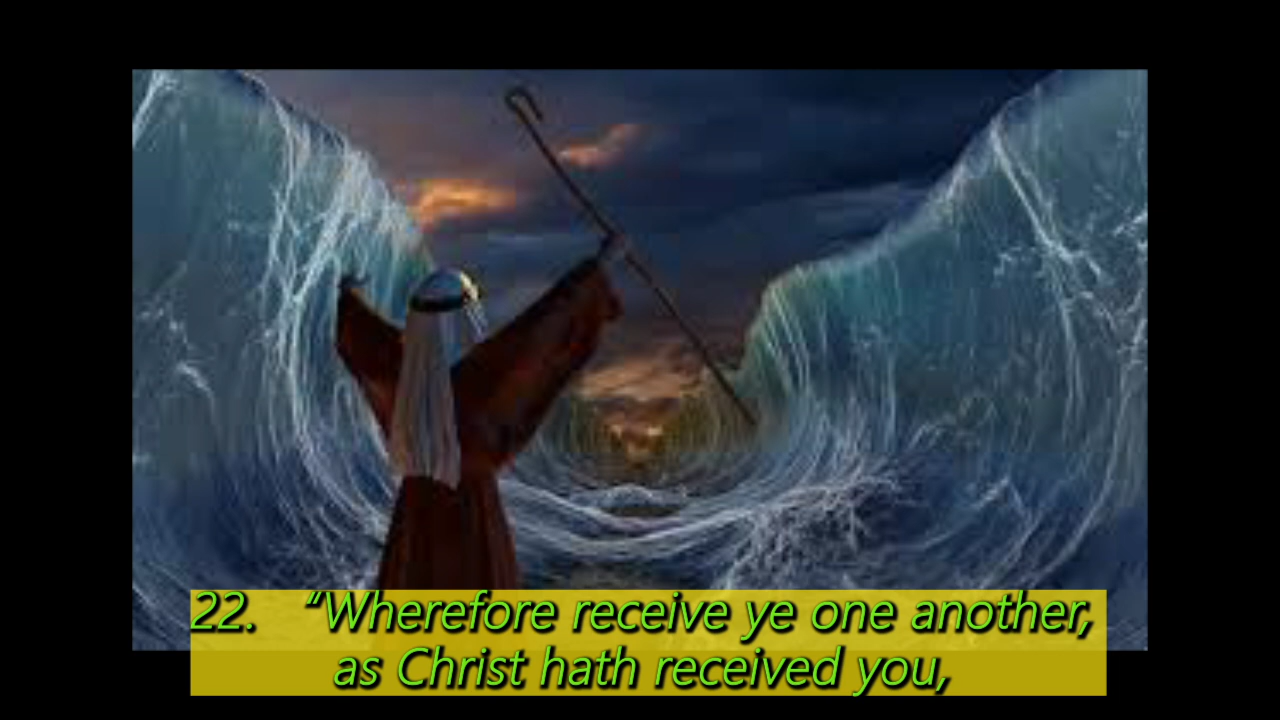 22. “Wherefore receive ye one another,
as Christ hath received you,